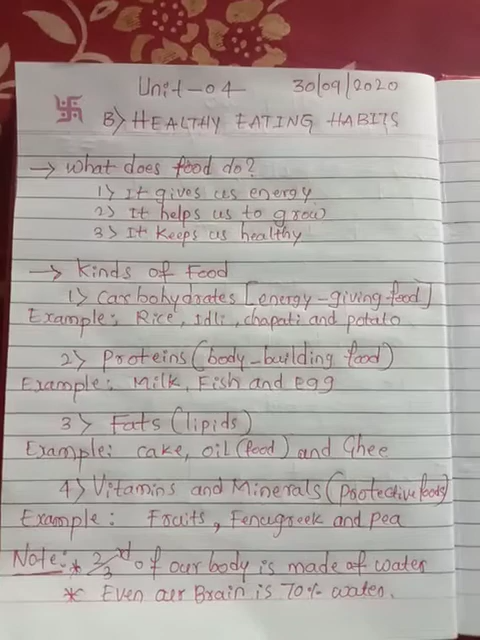 Unit-04 30/09/2020
卐
B> HEALTHY EATING HABITS
→ What does food do?
1> It gives us energy
2> It helps us to grow
3> It keeps us healthy
→ Kinds of Food
1> carbohydrates [energy-giving food]
Example: Rice, Idli, chapati and potato
2> Proteins (body-building food)
Example: Milk, Fish and egg
3> Fats (lipids)
Example: cake, oil (food) and Ghee
4> Vitamins and Minerals (protective foods)
Example: Fruits, Fenugreek and pea
Note: * 2/3rd of our body is made of water
* Even our Brain is 70% water.